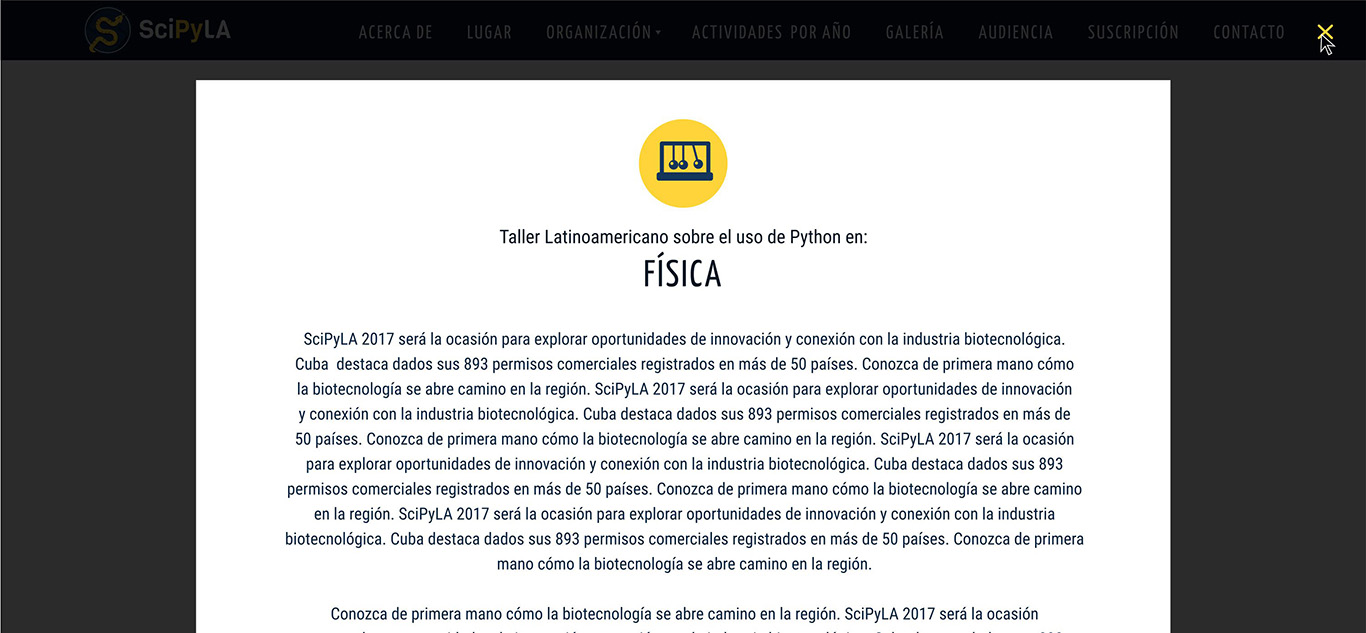 SciPyLA
ACERCA DE LUGAR ORGANIZACIÓN ACTIVIDADES POR AÑO GALERÍA AUDIENCIA SUSCRIPCIÓN CONTACTO
Taller Latinoamericano sobre el uso de Python en:
FÍSICA
SciPyLA 2017 será la ocasión para explorar oportunidades de innovación y conexión con la industria biotecnológica.
Cuba destaca dados sus 893 permisos comerciales registrados en más de 50 países. Conozca de primera mano cómo
la biotecnología se abre camino en la región. SciPyLA 2017 será la ocasión para explorar oportunidades de innovación
y conexión con la industria biotecnológica. Cuba destaca dados sus 893 permisos comerciales registrados en más de
50 países. Conozca de primera mano cómo la biotecnología se abre camino en la región. SciPyLA 2017 será la ocasión
para explorar oportunidades de innovación y conexión con la industria biotecnológica. Cuba destaca dados sus 893
permisos comerciales registrados en más de 50 países. Conozca de primera mano cómo la biotecnología se abre camino
en la región. SciPyLA 2017 será la ocasión para explorar oportunidades de innovación y conexión con la industria
biotecnológica. Cuba destaca dados sus 893 permisos comerciales registrados en más de 50 países. Conozca de primera
mano cómo la biotecnología se abre camino en la región.
Conozca de primera mano cómo la biotecnología se abre camino en la región. SciPyLA 2017 será la ocasión